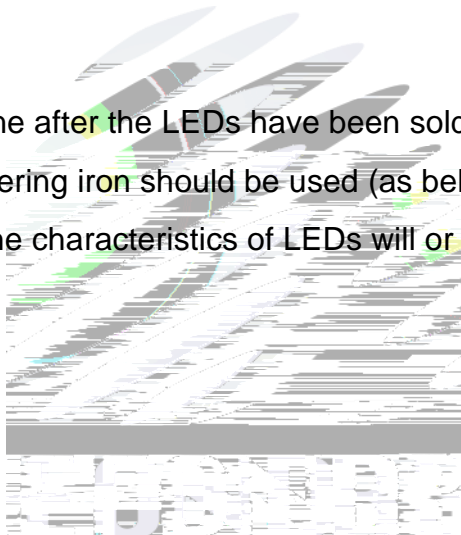 ne after the LEDs have been sold
ering iron should be used (as bel
ne characteristics of LEDs will or